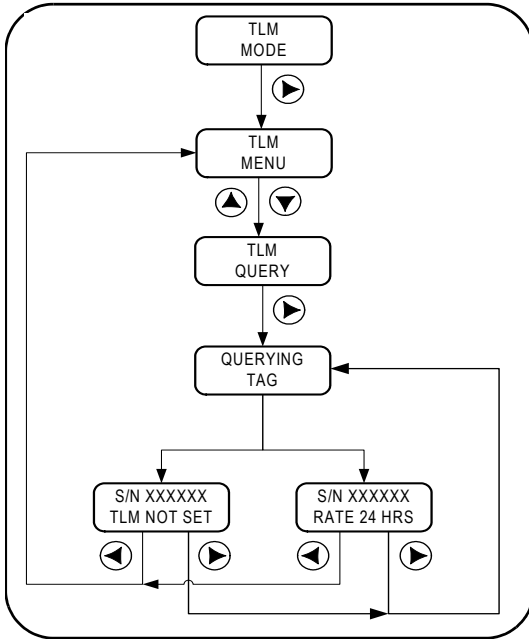 TLM
MODE
TLM
MENU
TLM
QUERY
QUERYING
TAG
S/N XXXXXX
TLM NOT SET
S/N XXXXXX
RATE 24 HRS